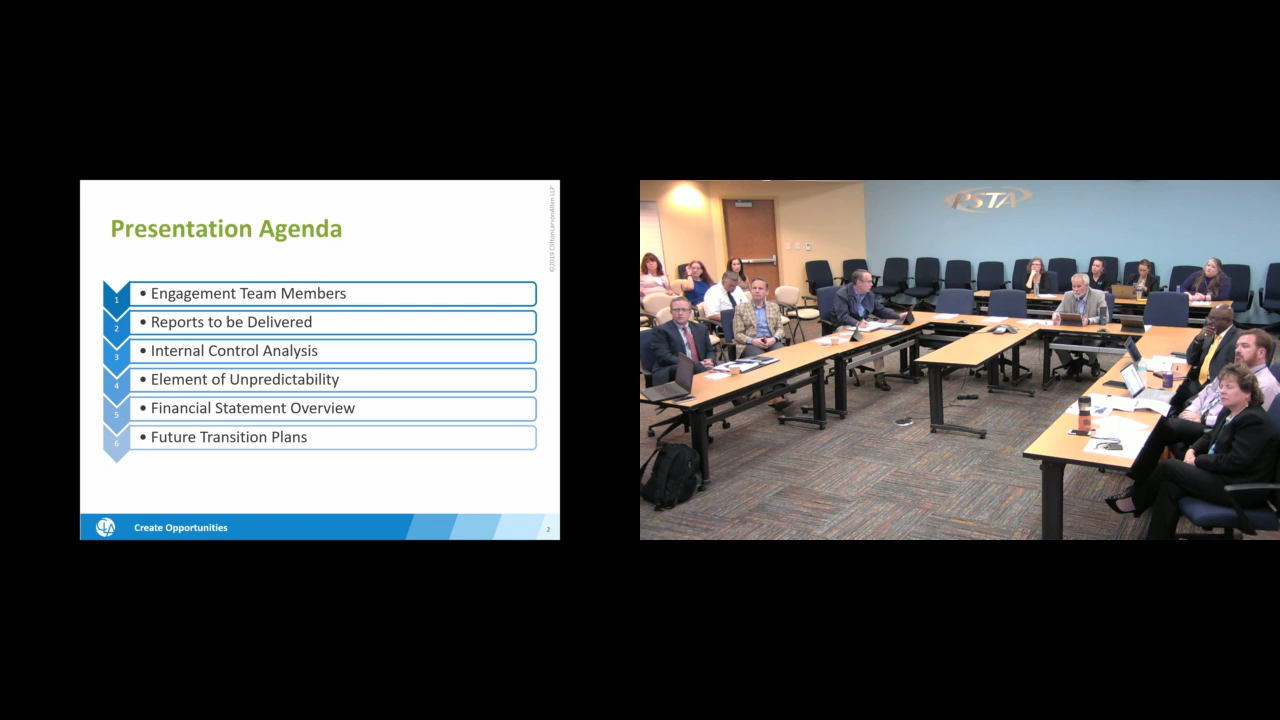 ©2019 CliftonLarsonAllen LLP
Presentation Agenda
1
• Engagement Team Members
2
• Reports to be Delivered
3
• Internal Control Analysis
4
• Element of Unpredictability
5
• Financial Statement Overview
6
• Future Transition Plans
CLA
Create Opportunities
2
PSTA